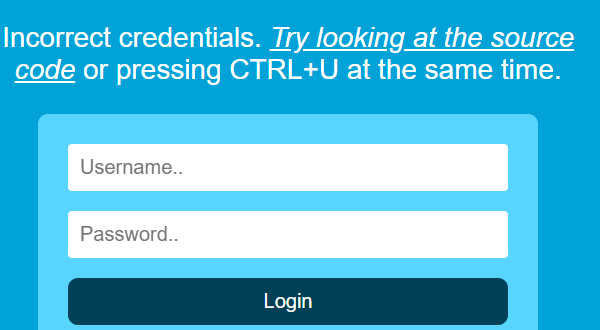 Incorrect credentials. Try looking at the source
code or pressing CTRL+U at the same time.
Username..
Password..
Login